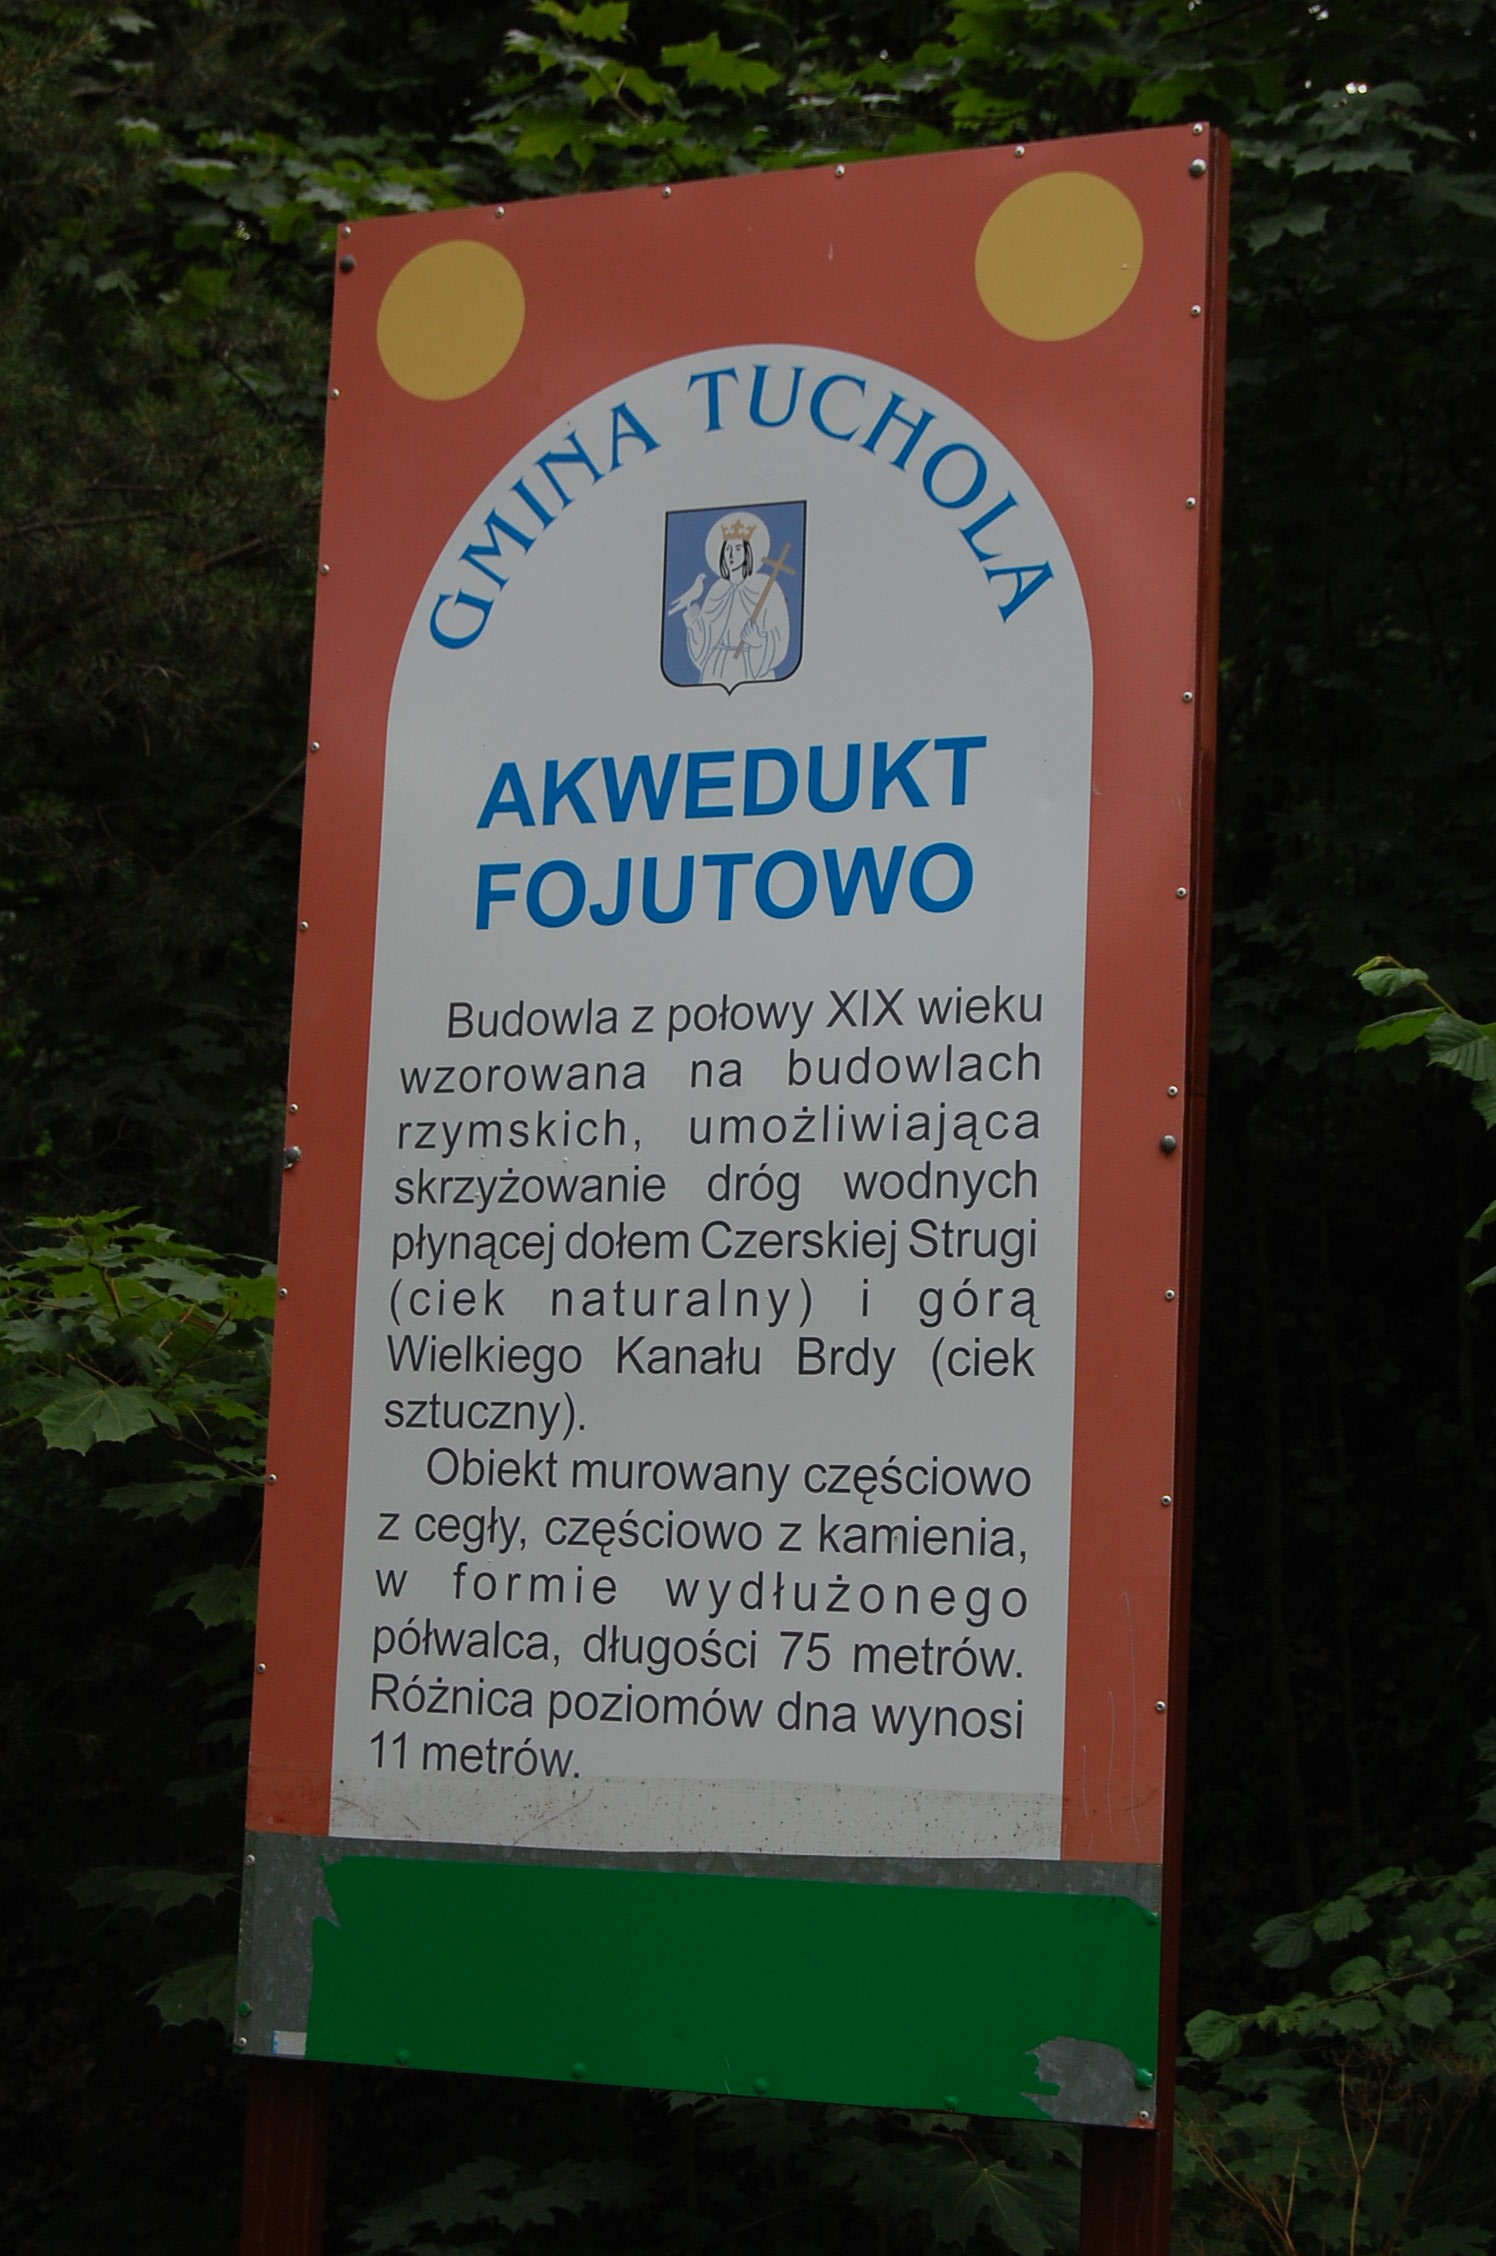 GMINA TUCHOLA
AKWEDUKT
FOJUTOWO
Budowla z połowy XIX wieku
wzorowana na budowlach
rzymskich, umożliwiająca
skrzyżowanie dróg wodnych
płynącej dołem Czerskiej Strugi
(ciek naturalny) i górą
Wielkiego Kanału Brdy (ciek
sztuczny).
Obiekt murowany częściowo
z cegły, częściowo z kamienia,
w formie wydłużonego
półwalca, długości 75 metrów.
Różnica poziomów dna wynosi
11 metrów.